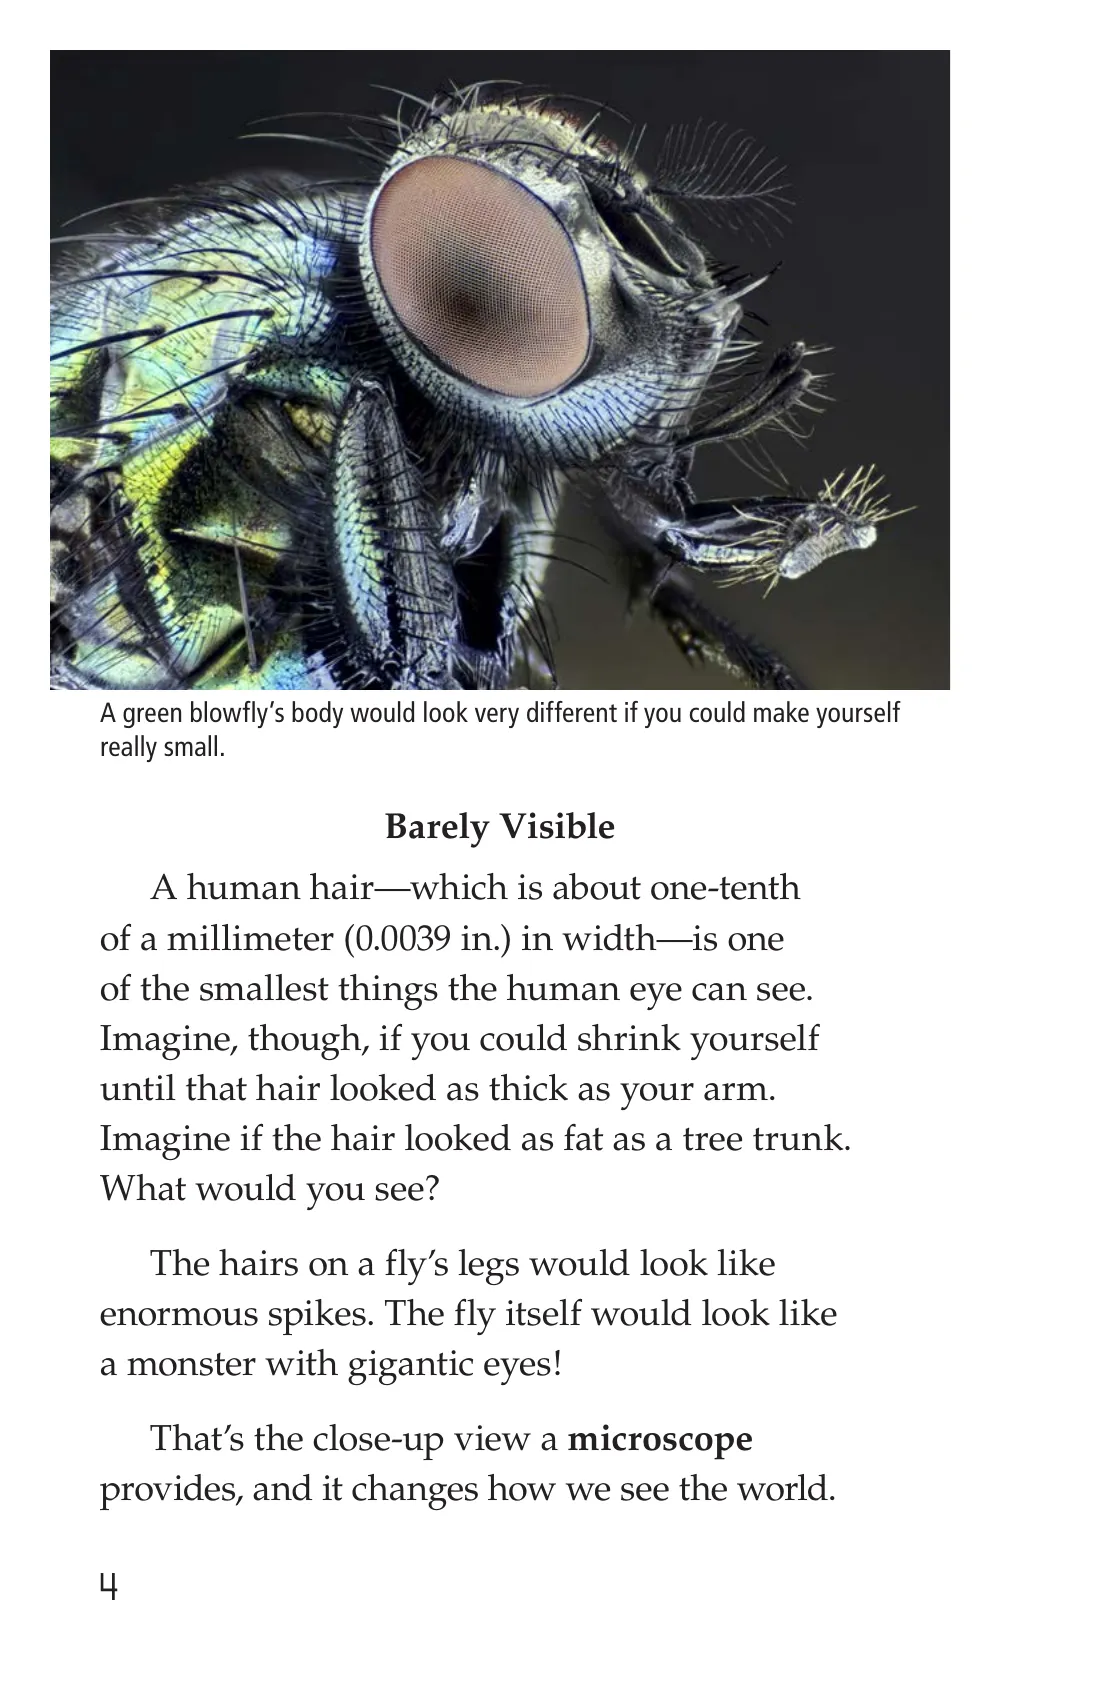 A green blowfly’s body would look very different if you could make yourself
really small.
Barely Visible
A human hair—which is about one-tenth
of a millimeter (0.0039 in.) in width—is one
of the smallest things the human eye can see.
Imagine, though, if you could shrink yourself
until that hair looked as thick as your arm.
Imagine if the hair looked as fat as a tree trunk.
What would you see?
The hairs on a fly’s legs would look like
enormous spikes. The fly itself would look like
a monster with gigantic eyes!
That’s the close-up view a microscope
provides, and it changes how we see the world.
4